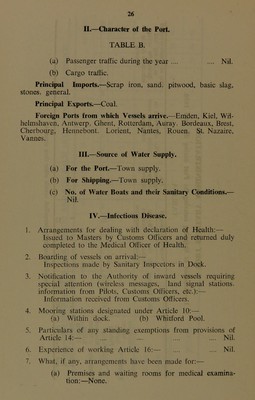 26
II.—Character of the Port.
TABLE B.
(a) Passenger traffic during the year ... ... Nil.
(b) Cargo traffic.
Principal Imports.—Scrap iron, sand, pitwood, basic slag,
stones, general.
Principal Exports.—Coal.
Foreign Ports from which Vessels arrive.—Emden, Kiel, Wil-
helmshaven, Antwerp, Ghent, Rotterdam, Auray, Bordeaux, Brest,
Cherbourg, Hennebont, Lorient, Nantes, Rouen, St. Nazaire,
Vannes.
III.—Source of Water Supply.
(a) For the Port.—Town supply.
(b) For Shipping.—Town supply.
(c) No. of Water Boats and their Sanitary Conditions.—
Nil.
IV.—Infectious Disease.
1. Arrangements for dealing with declaration of Health:—
Issued to Masters by Customs Officers and returned duly
completed to the Medical Officer of Health.
2. Boarding of vessels on arrival:—
Inspections made by Sanitary Inspectors in Dock.
3. Notification to the Authority of inward vessels requiring
special attention (wireless messages, land signal stations,
information from Pilots, Customs Officers, etc.):—
Information received from Customs Officers.
4. Mooring stations designated under Article 10:—
(a) Within dock. (b) Whitford Pool.
5. Particulars of any standing exemptions from provisions of
Article 14:— ... ... ... ... Nil.
6. Experience of working Article 16:— ... ... Nil.
7. What, if any, arrangements have been made for:—
(a) Premises and waiting rooms for medical examina-
tion:—None.